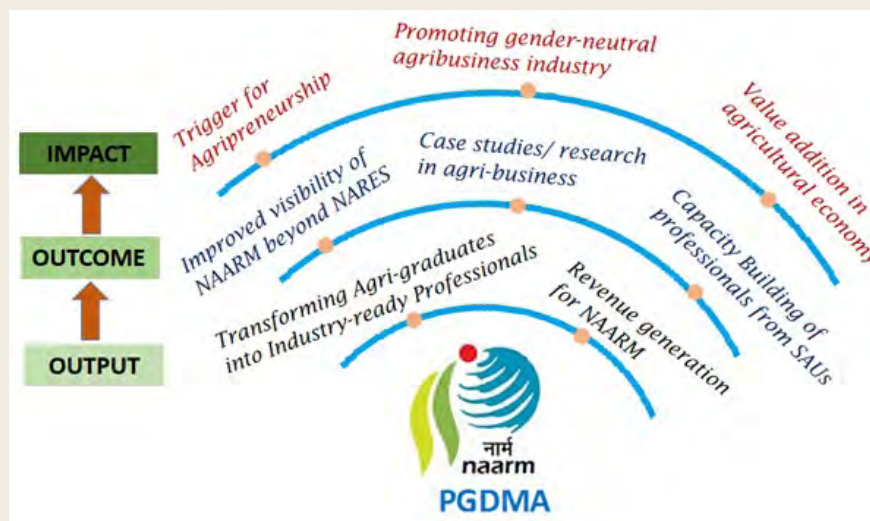 IMPACT
OUTCOME
OUTPUT
Trigger for
Agripreneurship
Promoting gender-neutral
agribusiness industry
Value addition in
agricultural economy
Improved visibility of
NAARM beyond NARES
Case studies/ research
in agri-business
Capacity Building of
professionals from SAUs
Transforming Agri-graduates
into Industry-ready Professionals
Revenue generation
for NAARM
नार्म
naarm
PGDMA